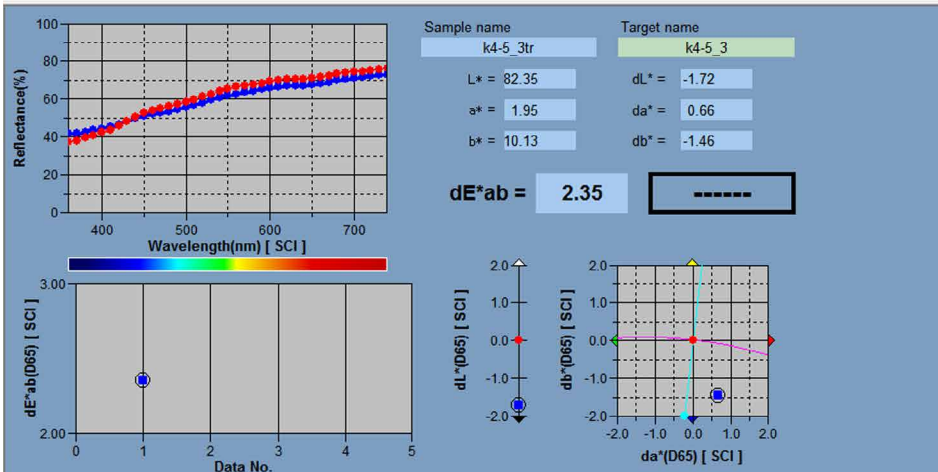 Sample name
Target name
k4-5_3tr
k4-5_3
L* = 82.35
dL* = -1.72
a* = 1.95
da* = 0.66
b* = 10.13
db* = -1.46
dE*ab = 2.35
------
100
80
60
40
20
0
Reflectance(%)
400
500
600
700
Wavelength(nm) [ SCI ]
3.00
2.00
dE*ab(D65) [ SCI ]
0
1
2
3
4
5
Data No.
2.0
1.0
0.0
-1.0
-2.0
dL*(D65) [ SCI ]
2.0
1.0
0.0
-1.0
-2.0
db*(D65) [ SCI ]
-2.0
-1.0
0.0
1.0
2.0
da*(D65) [ SCI ]